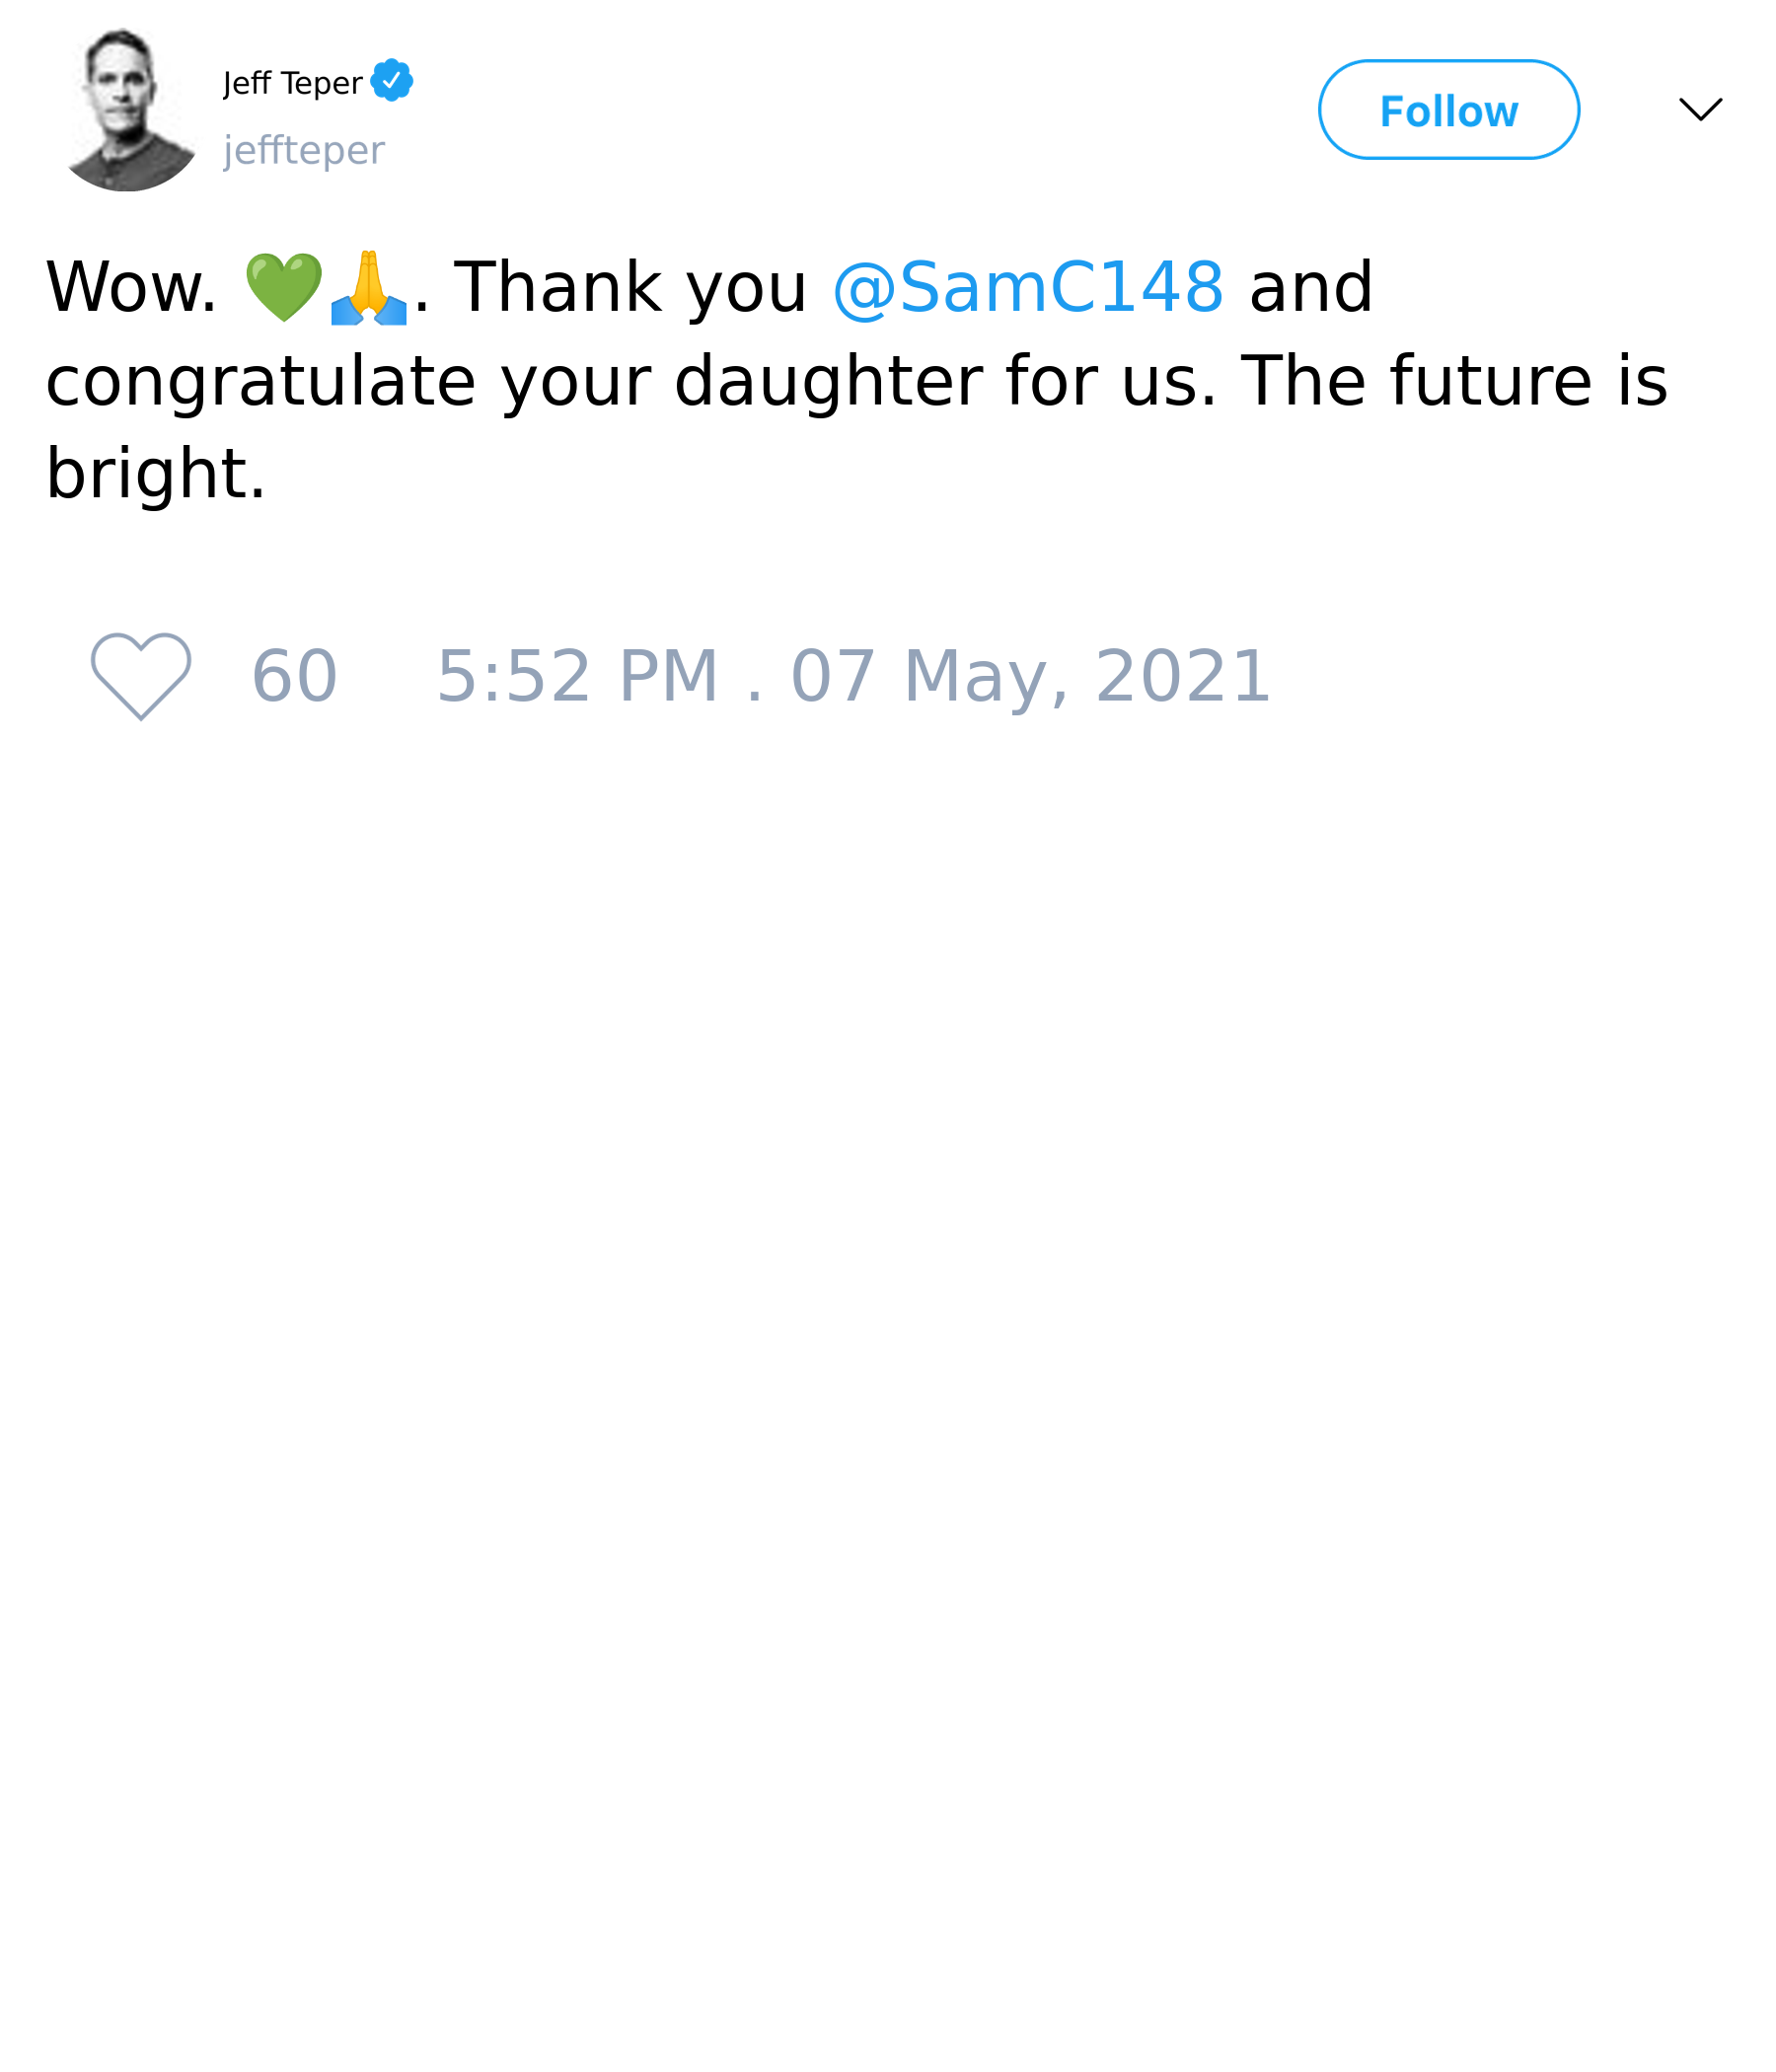 Jeff Teper
jeffteper
Follow
Wow. 💚🙏. Thank you @SamC148 and
congratulate your daughter for us. The future is
bright.
60 5:52 PM . 07 May, 2021